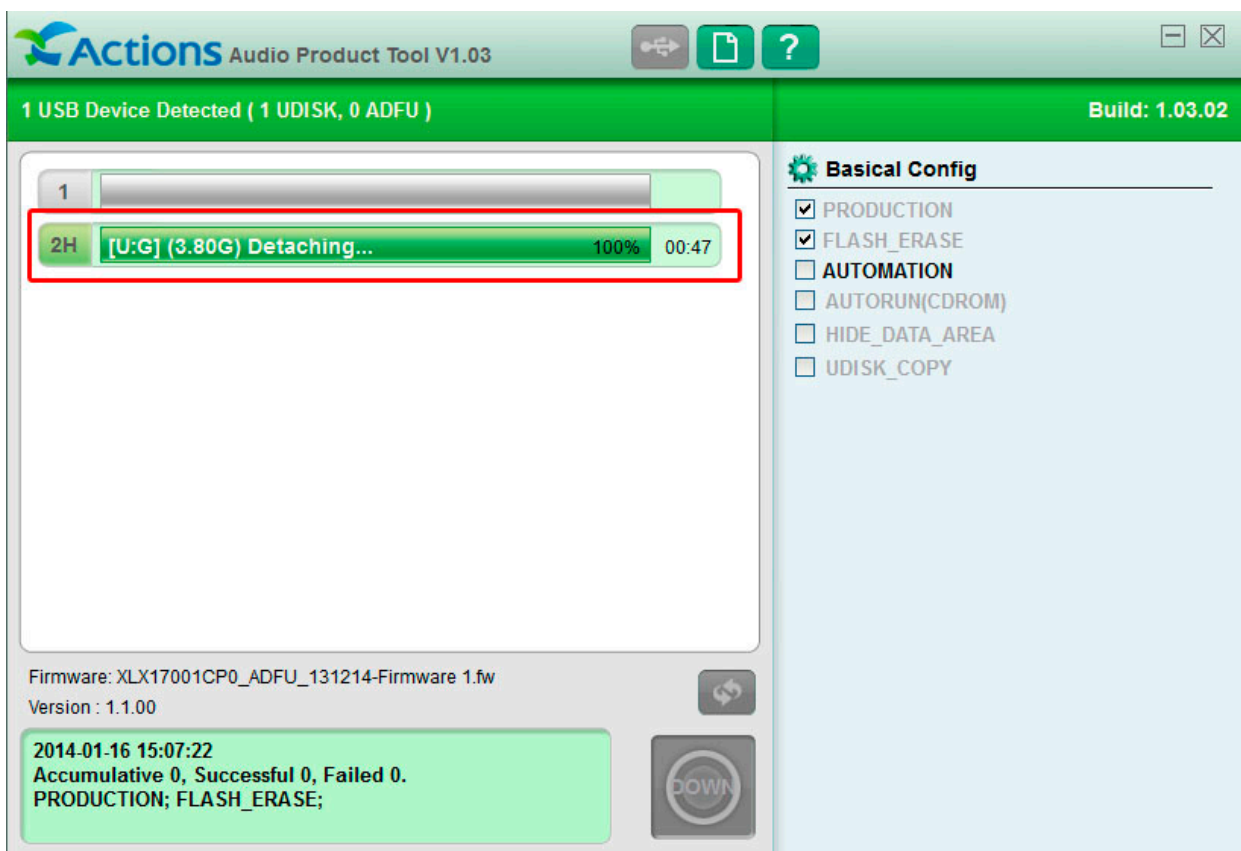 Actions Audio Product Tool V1.03
?
1 USB Device Detected ( 1 UDISK, 0 ADFU )
Build: 1.03.02
1
2H [U:G] (3.80G) Detaching... 100% 00:47
Basical Config
PRODUCTION
FLASH_ERASE
AUTOMATION
AUTORUN(CDROM)
HIDE_DATA_AREA
UDISK_COPY
Firmware: XLX17001CP0_ADFU_131214-Firmware 1.fw
Version : 1.1.00
2014-01-16 15:07:22
Accumulative 0, Successful 0, Failed 0.
PRODUCTION; FLASH_ERASE;
DOWN